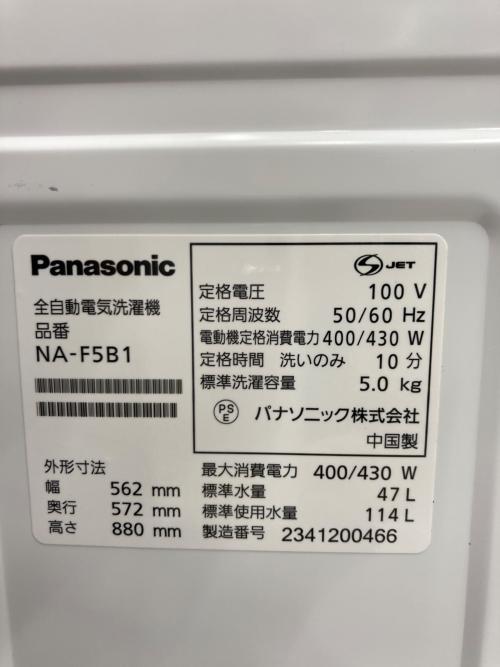 Panasonic
全自動電気洗濯機
品番
NA-F5B1
S JET
定格電圧 100 V
定格周波数 50/60 Hz
電動機定格消費電力 400/430 W
定格時間 洗いのみ 10 分
標準洗濯容量 5.0 kg
PS
E パナソニック株式会社
中国製
外形寸法
幅 562 mm
奥行 572 mm
高さ 880 mm
最大消費電力 400/430 W
標準水量 47 L
標準使用水量 114 L
製造番号 2341200466